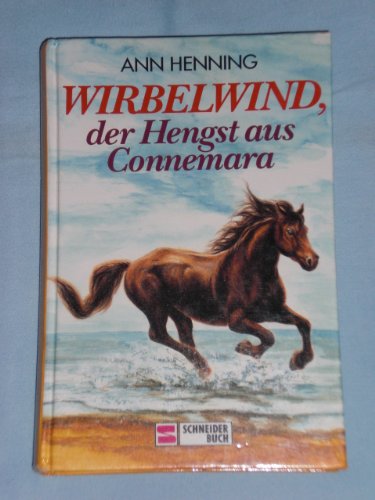 ANN HENNING
WIRBELWIND,
der Hengst aus
Connemara
SCHNEIDER
BUCH